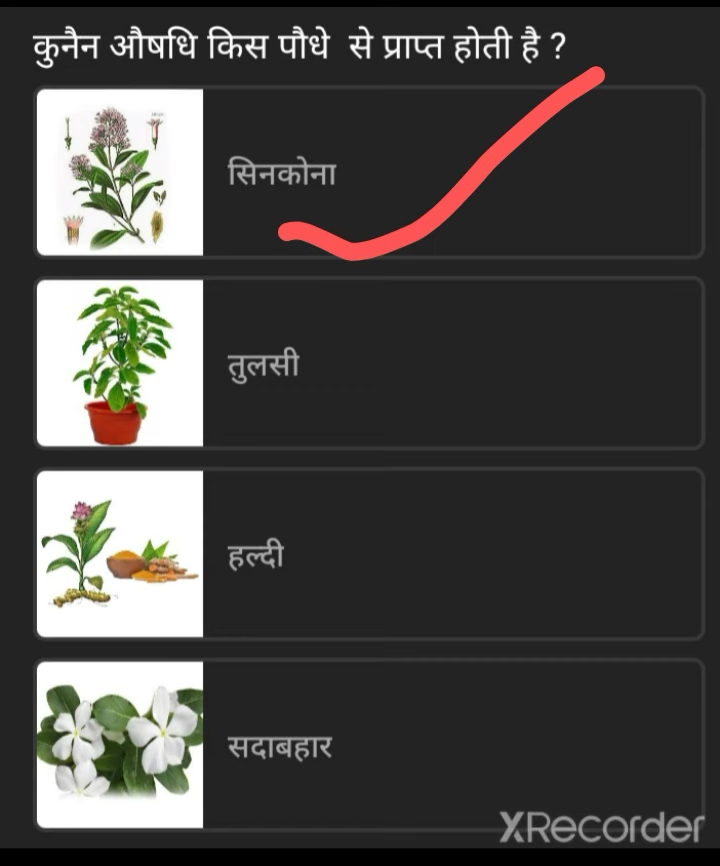 कुनैन औषधि किस पौधे से प्राप्त होती है ?
सिनकोना
तुलसी
हल्दी
सदाबहार
XRecorder